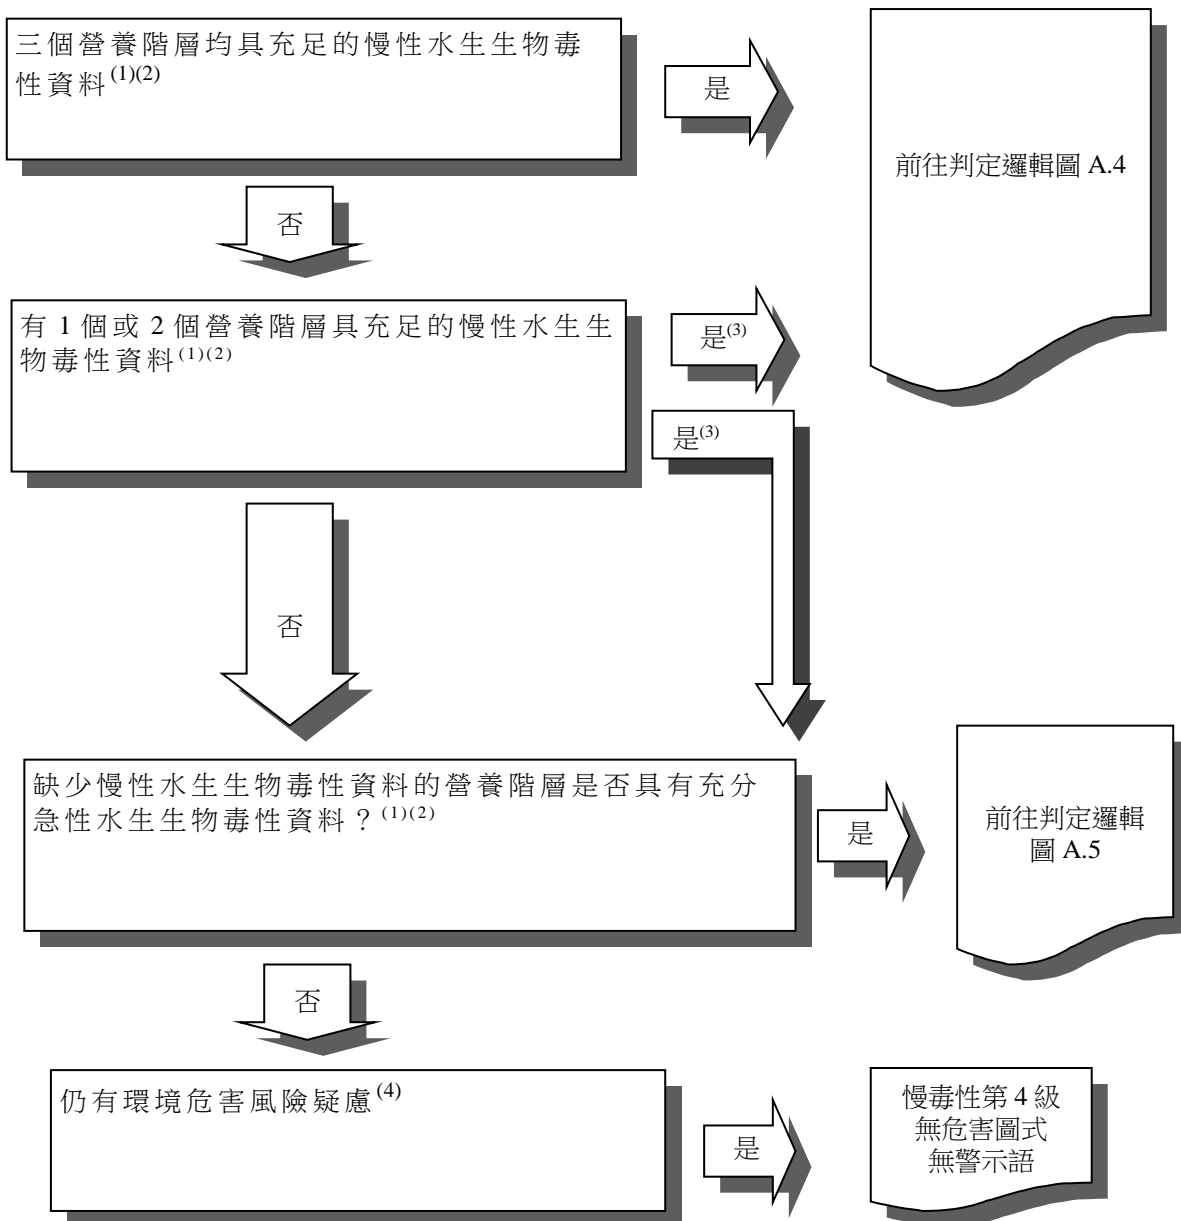 三個營養階層均具充足的慢性水生生物毒
性資料(1)(2)
是
前往判定邏輯圖 A.4
否
有 1 個或 2 個營養階層具充足的慢性水生生
物毒性資料(1)(2)
是(3)
是(3)
否
缺少慢性水生生物毒性資料的營養階層是否具有充分
急性水生生物毒性資料？(1)(2)
是
前往判定邏輯
圖 A.5
否
仍有環境危害風險疑慮(4)
是
慢毒性第 4 級
無危害圖式
無警示語